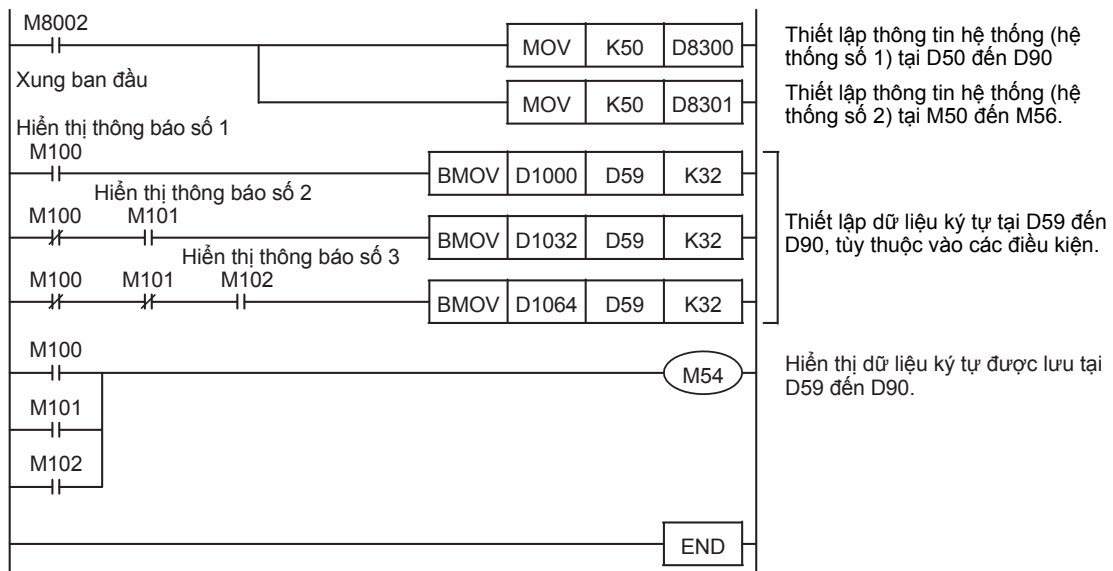 M8002
MOV K50 D8300
Thiết lập thông tin hệ thống (hệ
thống số 1) tại D50 đến D90
Xung ban đầu
MOV K50 D8301
Thiết lập thông tin hệ thống (hệ
thống số 2) tại M50 đến M56.
Hiển thị thông báo số 1
M100
BMOV D1000 D59 K32
Hiển thị thông báo số 2
M100 M101
BMOV D1032 D59 K32
Thiết lập dữ liệu ký tự tại D59 đến
D90, tùy thuộc vào các điều kiện.
Hiển thị thông báo số 3
M100 M101 M102
BMOV D1064 D59 K32
M100
M54
Hiển thị dữ liệu ký tự được lưu tại
D59 đến D90.
M101
M102
END